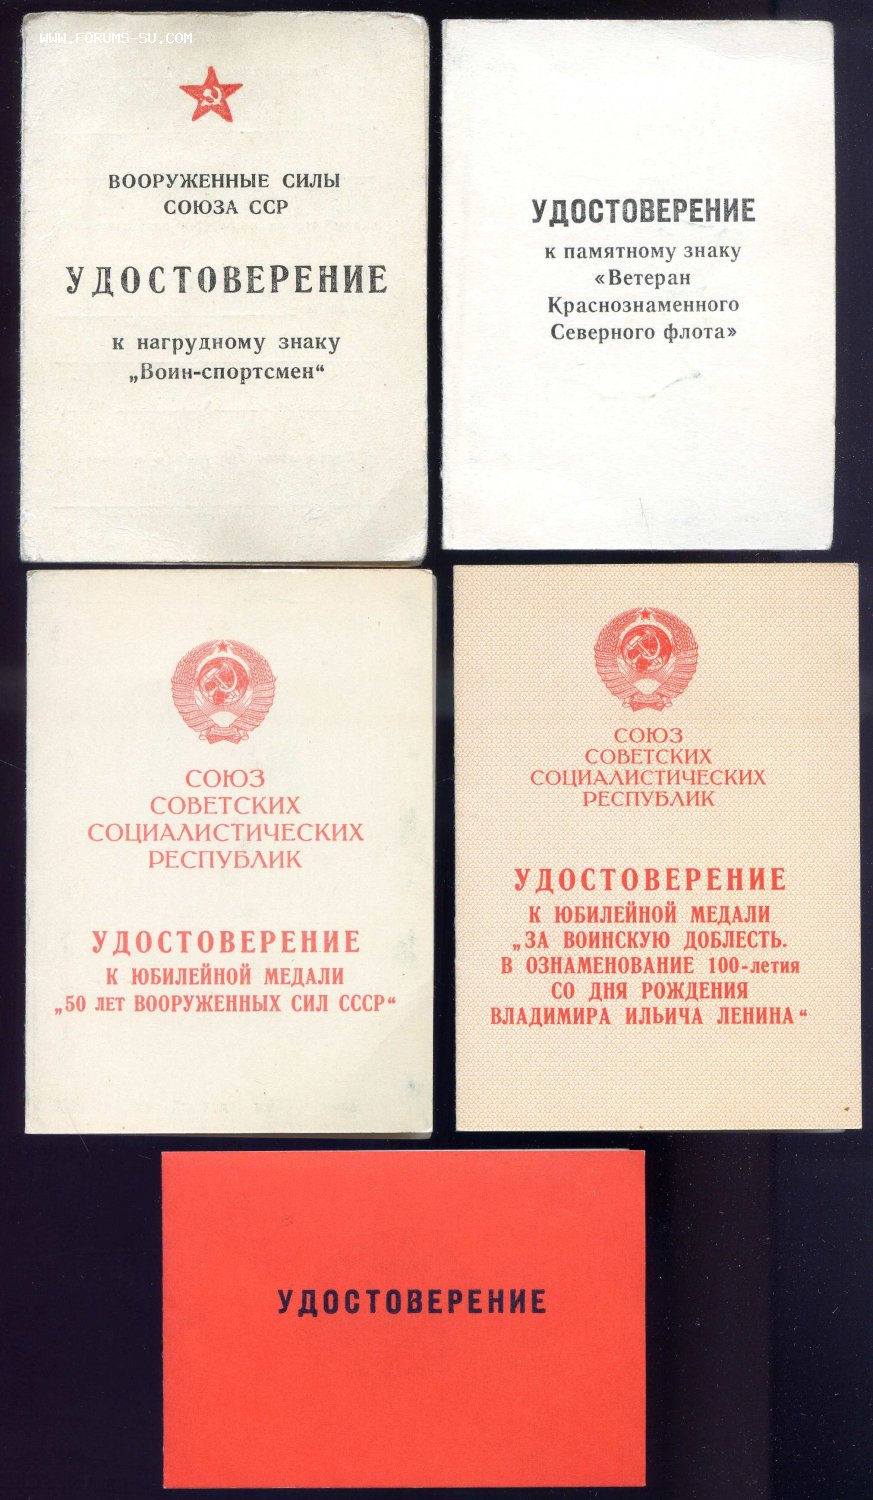 WWW.FORUMS-SU.COM
ВООРУЖЕННЫЕ СИЛЫ
СОЮЗА ССР
УДОСТОВЕРЕНИЕ
к нагрудному знаку
„Воин-спортсмен“
УДОСТОВЕРЕНИЕ
к памятному знаку
«Ветеран
Краснознаменного
Северного флота»
СОЮЗ
СОВЕТСКИХ
СОЦИАЛИСТИЧЕСКИХ
РЕСПУБЛИК
УДОСТОВЕРЕНИЕ
К ЮБИЛЕЙНОЙ МЕДАЛИ
„50 ЛЕТ ВООРУЖЕННЫХ СИЛ СССР“
СОЮЗ
СОВЕТСКИХ
СОЦИАЛИСТИЧЕСКИХ
РЕСПУБЛИК
УДОСТОВЕРЕНИЕ
К ЮБИЛЕЙНОЙ МЕДАЛИ
„ЗА ВОИНСКУЮ ДОБЛЕСТЬ.
В ОЗНАМЕНОВАНИЕ 100-летия
СО ДНЯ РОЖДЕНИЯ
ВЛАДИМИРА ИЛЬИЧА ЛЕНИНА“
УДОСТОВЕРЕНИЕ